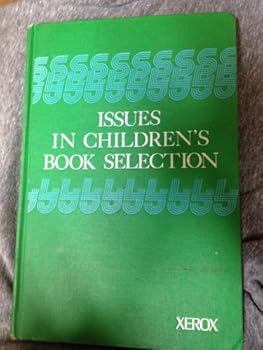 ISSUES
IN CHILDREN'S
BOOK SELECTION
XEROX